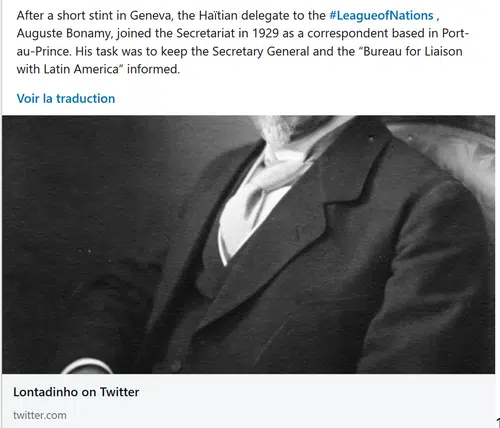 After a short stint in Geneva, the Haïtian delegate to the #LeagueofNations ,
Auguste Bonamy, joined the Secretariat in 1929 as a correspondent based in Port-
au-Prince. His task was to keep the Secretary General and the “Bureau for Liaison
with Latin America” informed.
Voir la traduction
Lontadinho on Twitter
twitter.com